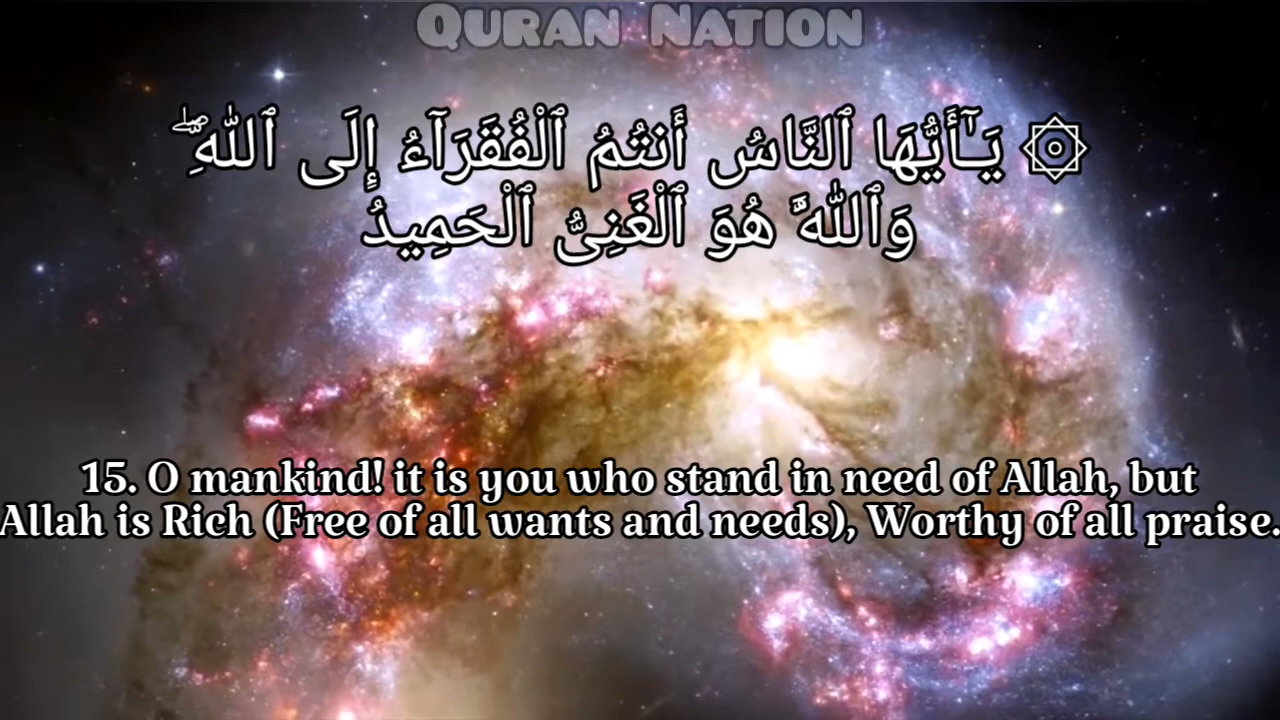 QURAN NATION
۞ يَـٰٓأَيُّهَا ٱلنَّاسُ أَنتُمُ ٱلْفُقَرَآءُ إِلَى ٱللَّهِ ۖ
وَٱللَّهُ هُوَ ٱلْغَنِىُّ ٱلْحَمِيدُ
15. O mankind! it is you who stand in need of Allah, but
Allah is Rich (Free of all wants and needs), Worthy of all praise.